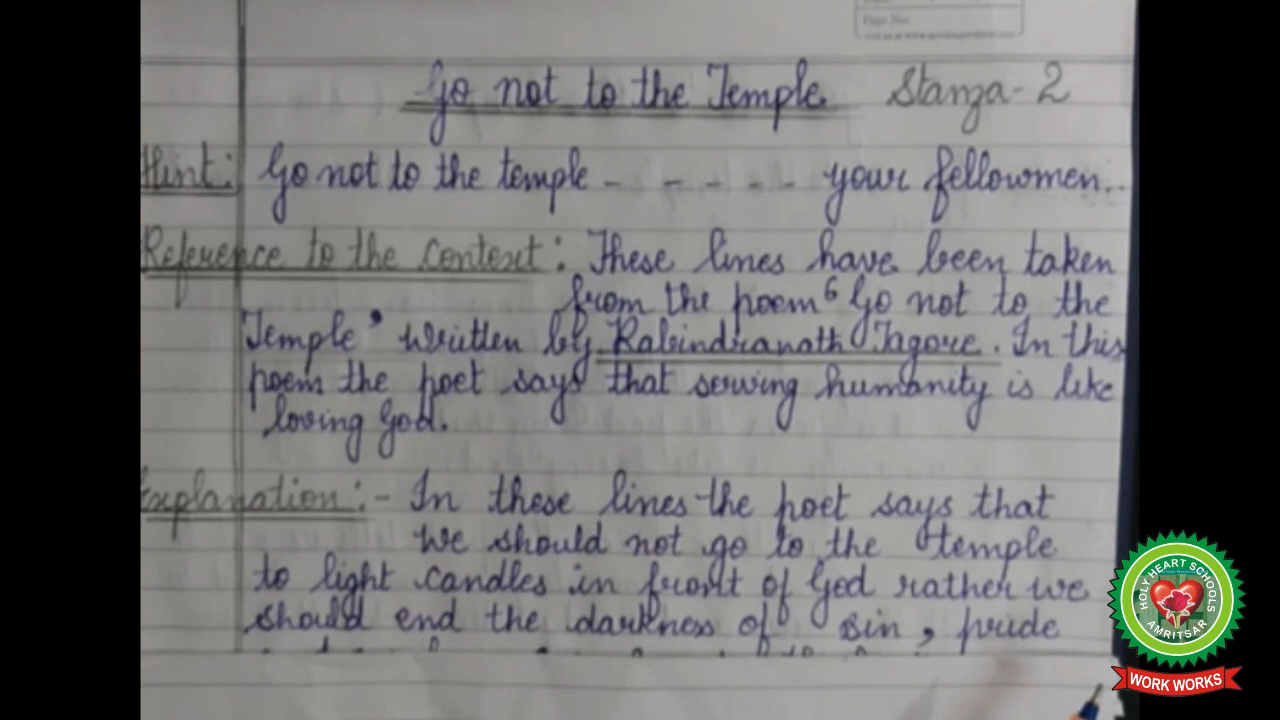 Page No:
Go not to the Temple Stanza-2
Hint: Go not to the temple - - - - - your fellowmen..
Reference to the Context: These lines have been taken
from the poem ‘Go not to the
Temple’ written by Rabindranath Tagore. In this
poem the poet says that serving humanity is like
loving God.
Explanation:- In these lines the poet says that
we should not go to the temple
to light candles in front of God rather we
should end the darkness of sin, pride
HOLY HEART SCHOOLS
AMRITSAR
WORK WORKS